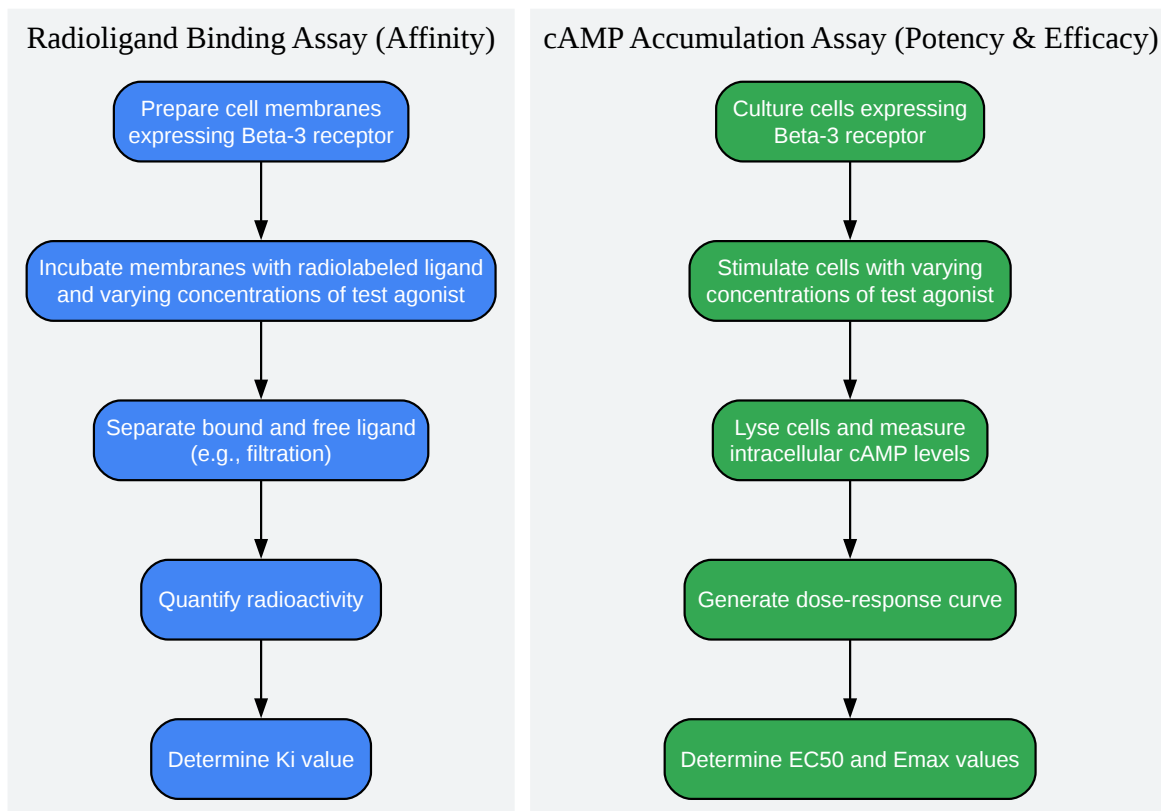 Radioligand Binding Assay (Affinity)
Prepare cell membranes
expressing Beta-3 receptor
Incubate membranes with radiolabeled ligand
and varying concentrations of test agonist
Separate bound and free ligand
(e.g., filtration)
Quantify radioactivity
Determine Ki value
cAMP Accumulation Assay (Potency & Efficacy)
Culture cells expressing
Beta-3 receptor
Stimulate cells with varying
concentrations of test agonist
Lyse cells and measure
intracellular cAMP levels
Generate dose-response curve
Determine EC50 and Emax values